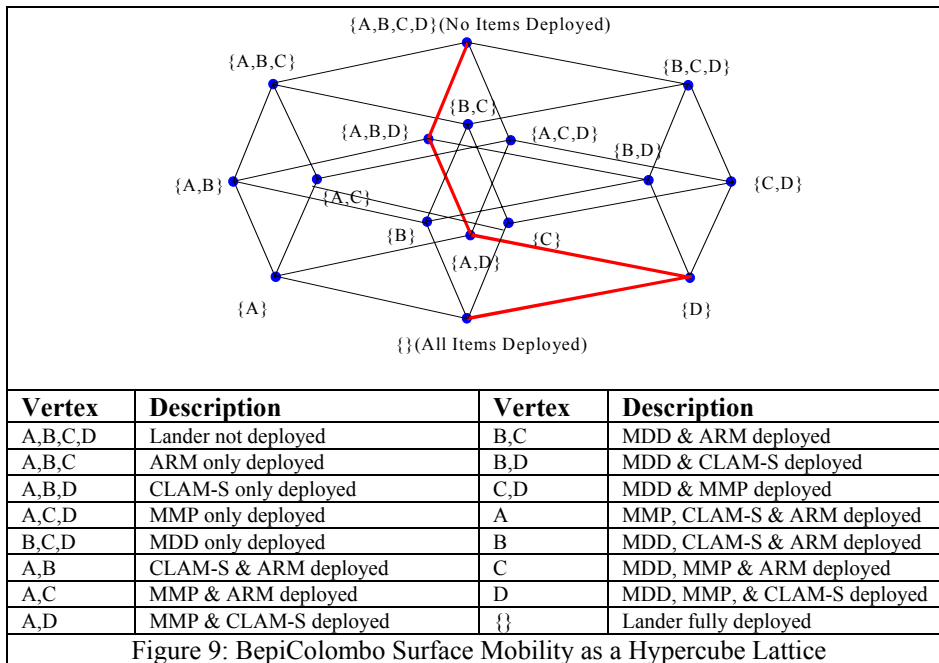 {A,B,C,D}(No Items Deployed)
{A,B,C}
{B,C,D}
{B,C}
{A,B,D}
{A,C,D}
{B,D}
{A,B}
{A,C}
{C,D}
{B}
{C}
{A,D}
{A}
{D}
{}(All Items Deployed)
Vertex Description Vertex Description
A,B,C,D Lander not deployed B,C MDD & ARM deployed
A,B,C ARM only deployed B,D MDD & CLAM-S deployed
A,B,D CLAM-S only deployed C,D MDD & MMP deployed
A,C,D MMP only deployed A MMP, CLAM-S & ARM deployed
B,C,D MDD only deployed B MDD, CLAM-S & ARM deployed
A,B CLAM-S & ARM deployed C MDD, MMP & ARM deployed
A,C MMP & ARM deployed D MDD, MMP, & CLAM-S deployed
A,D MMP & CLAM-S deployed {} Lander fully deployed
Figure 9: BepiColombo Surface Mobility as a Hypercube Lattice